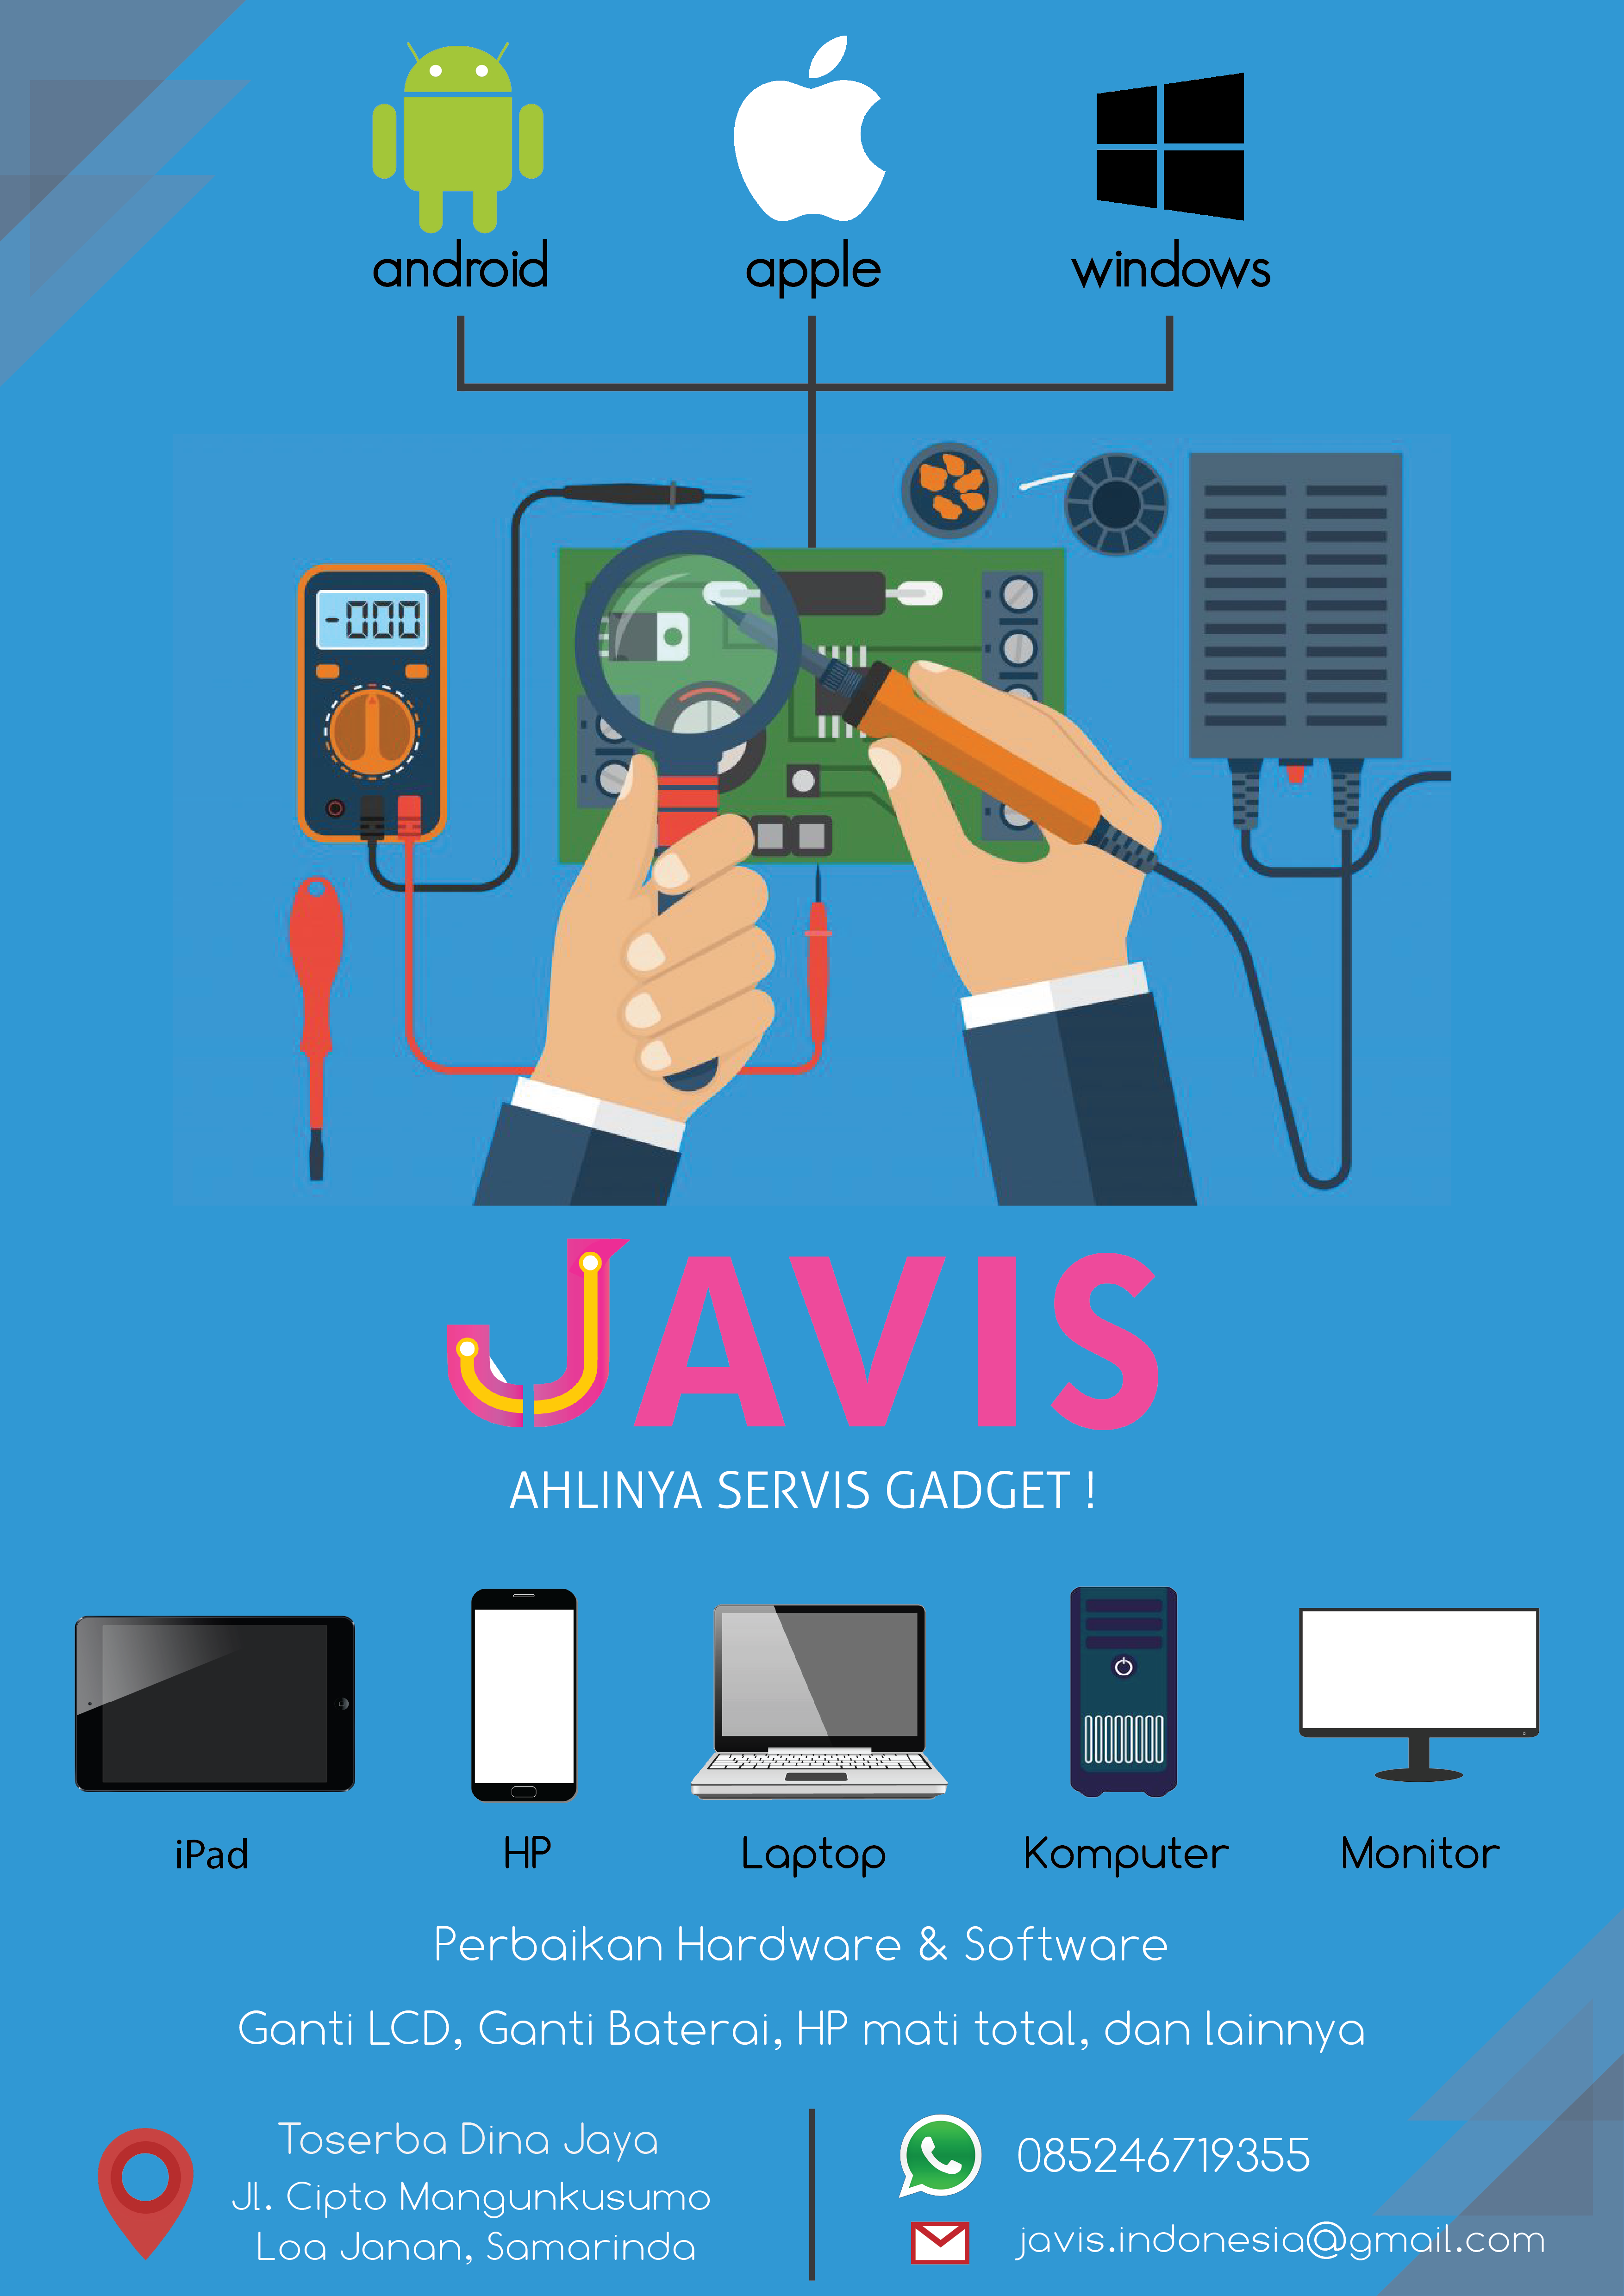 android
apple
windows
-000
JAVIS
AHLINYA SERVIS GADGET !
iPad
HP
Laptop
Komputer
Monitor
Perbaikan Hardware & Software
Ganti LCD, Ganti Baterai, HP mati total, dan lainnya
Toserba Dina Jaya
Jl. Cipto Mangunkusumo
Loa Janan, Samarinda
085246719355
javis.indonesia@gmail.com